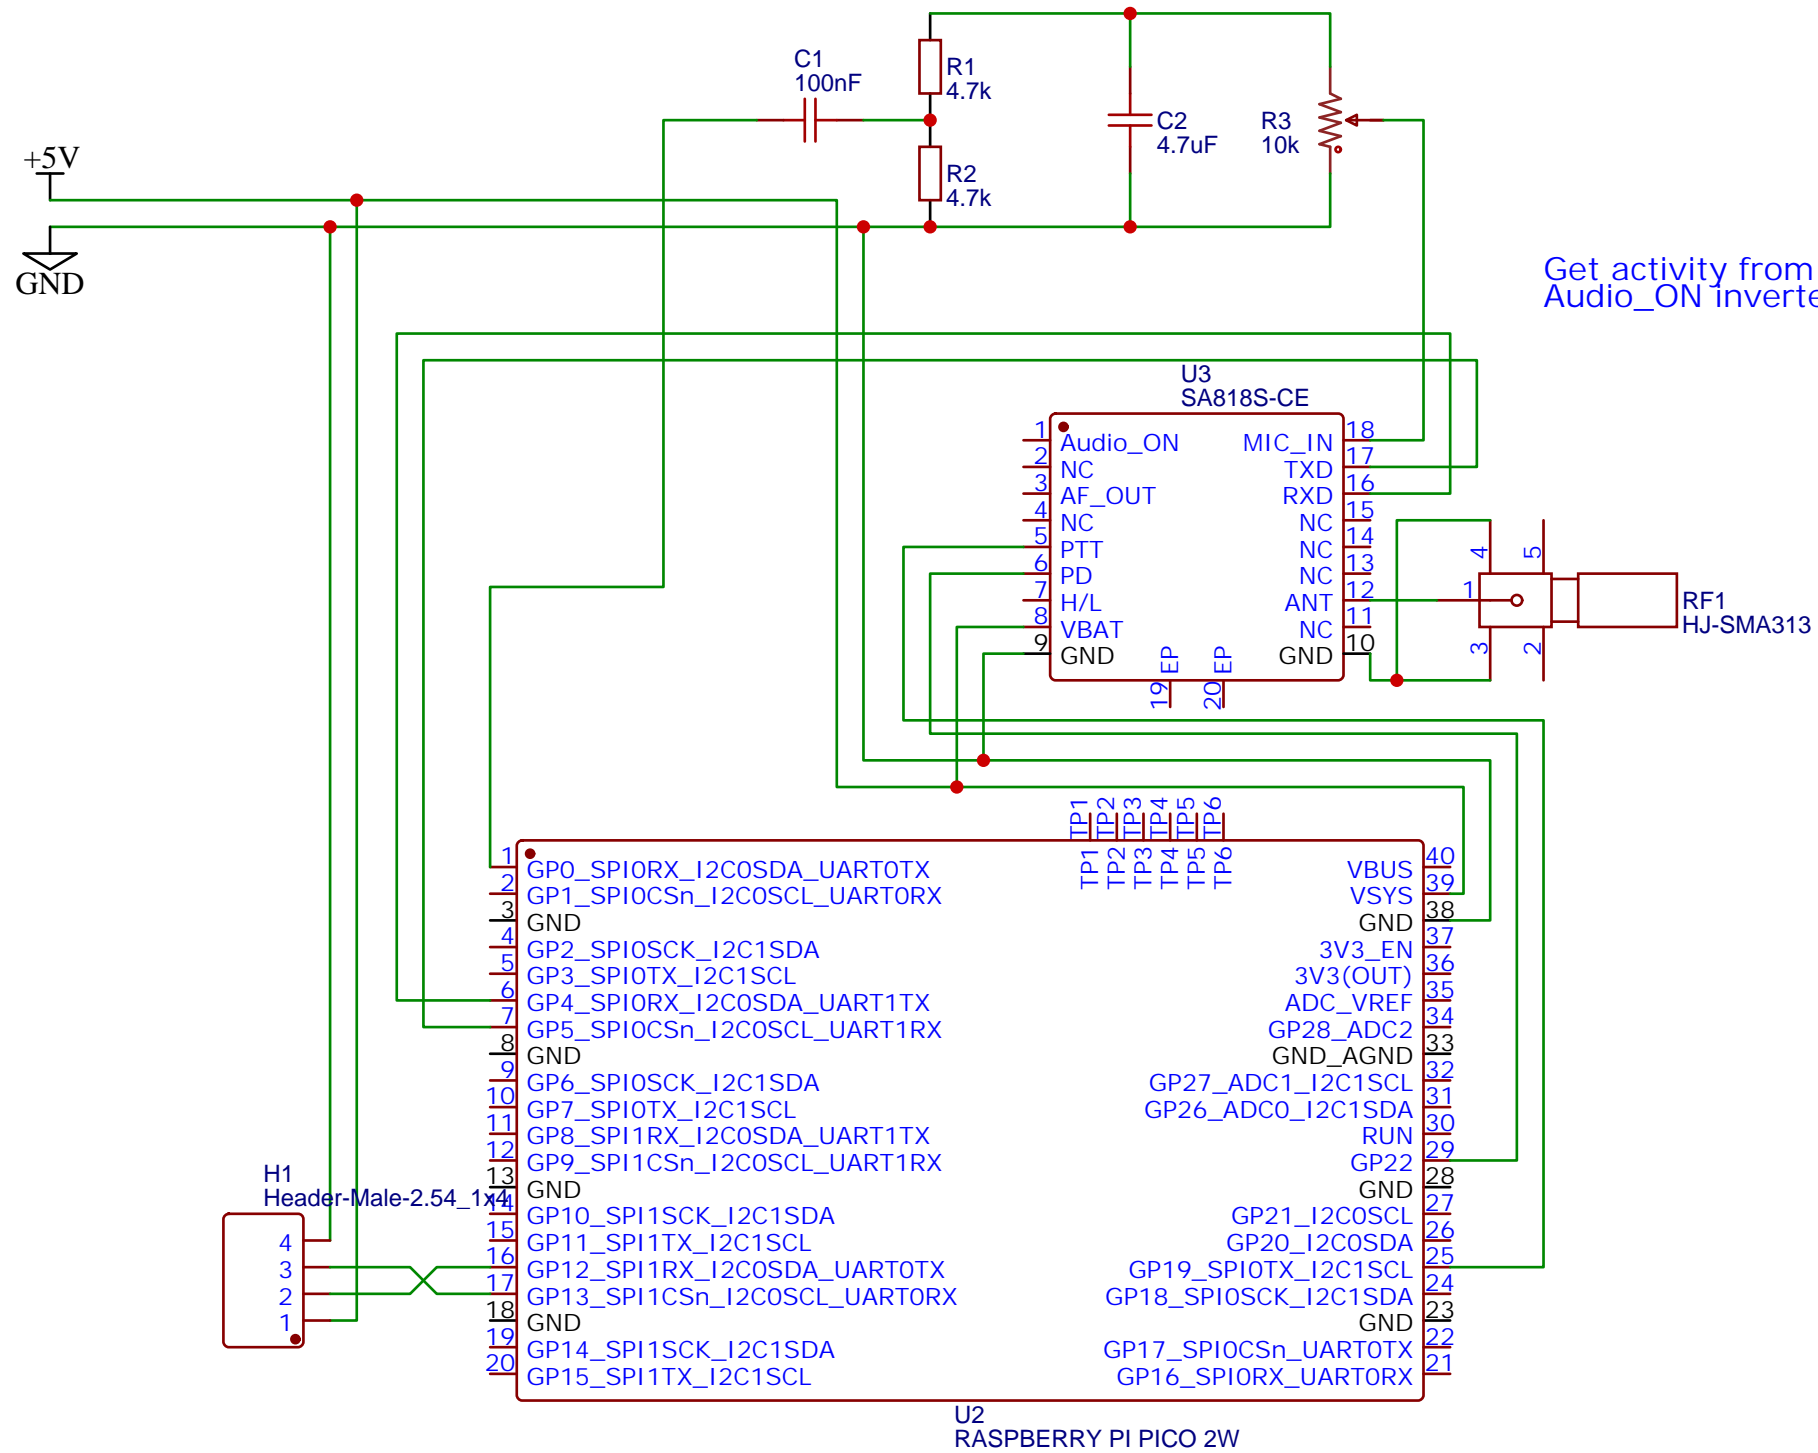 C1
100nF
R1
4.7k
C2
4.7uF
R3
10k
R2
4.7k
+5V
GND
Get activity from
Audio_ON inverte
U3
SA818S-CE
1 Audio_ON
2 NC
3 AF_OUT
4 NC
5 PTT
6 PD
7 H/L
8 VBAT
9 GND
MIC_IN 18
TXD 17
RXD 16
NC 15
NC 14
NC 13
ANT 12
NC 11
GND 10
19 EP
20 EP
4
5
1
3
2
RF1
HJ-SMA313
TP1 TP2 TP3 TP4 TP5 TP6
TP1 TP2 TP3 TP4 TP5 TP6
1 GP0_SPI0RX_I2C0SDA_UART0TX
2 GP1_SPI0CSn_I2C0SCL_UART0RX
3 GND
4 GP2_SPI0SCK_I2C1SDA
5 GP3_SPI0TX_I2C1SCL
6 GP4_SPI0RX_I2C0SDA_UART1TX
7 GP5_SPI0CSn_I2C0SCL_UART1RX
8 GND
9 GP6_SPI0SCK_I2C1SDA
10 GP7_SPI0TX_I2C1SCL
11 GP8_SPI1RX_I2C0SDA_UART1TX
12 GP9_SPI1CSn_I2C0SCL_UART1RX
13 GND
14 GP10_SPI1SCK_I2C1SDA
15 GP11_SPI1TX_I2C1SCL
16 GP12_SPI1RX_I2C0SDA_UART0TX
17 GP13_SPI1CSn_I2C0SCL_UART0RX
18 GND
19 GP14_SPI1SCK_I2C1SDA
20 GP15_SPI1TX_I2C1SCL
VBUS 40
VSYS 39
GND 38
3V3_EN 37
3V3(OUT) 36
ADC_VREF 35
GP28_ADC2 34
GND_AGND 33
GP27_ADC1_I2C1SCL 32
GP26_ADC0_I2C1SDA 31
RUN 30
GP22 29
GND 28
GP21_I2C0SCL 27
GP20_I2C0SDA 26
GP19_SPI0TX_I2C1SCL 25
GP18_SPI0SCK_I2C1SDA 24
GND 23
GP17_SPI0CSn_UART0TX 22
GP16_SPI0RX_UART0RX 21
H1
Header-Male-2.54_1x4
4
3
2
1
U2
RASPBERRY PI PICO 2W